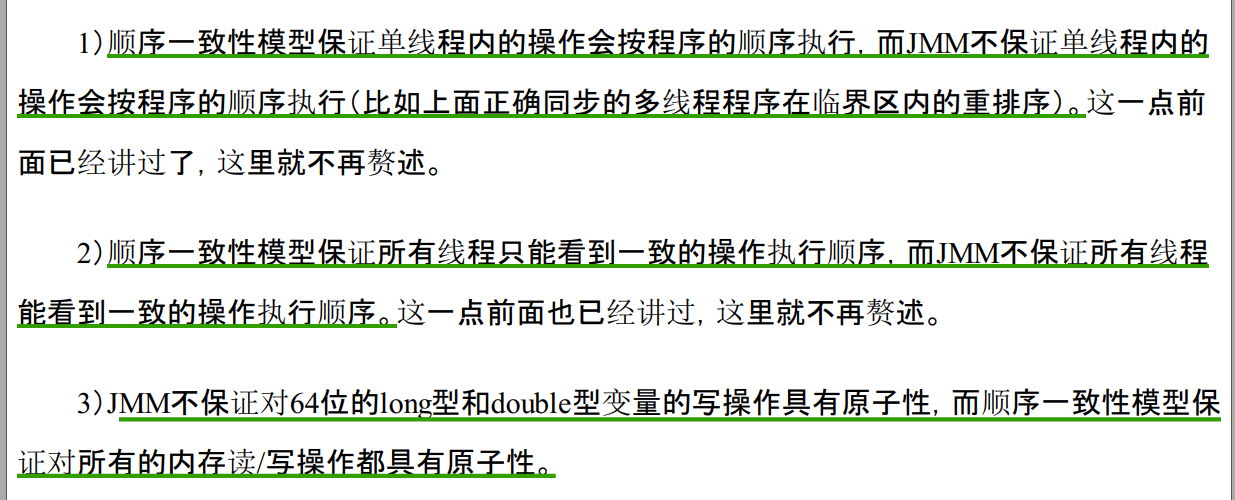 1)顺序一致性模型保证单线程内的操作会按程序的顺序执行，而JMM不保证单线程内的
操作会按程序的顺序执行（比如上面正确同步的多线程程序在临界区内的重排序）。这一点前
面已经讲过了，这里就不再赘述。
2)顺序一致性模型保证所有线程只能看到一致的操作执行顺序，而JMM不保证所有线程
能看到一致的操作执行顺序。这一点前面也已经讲过，这里就不再赘述。
3)JMM不保证对64位的long型和double型变量的写操作具有原子性，而顺序一致性模型保
证对所有的内存读/写操作都具有原子性。